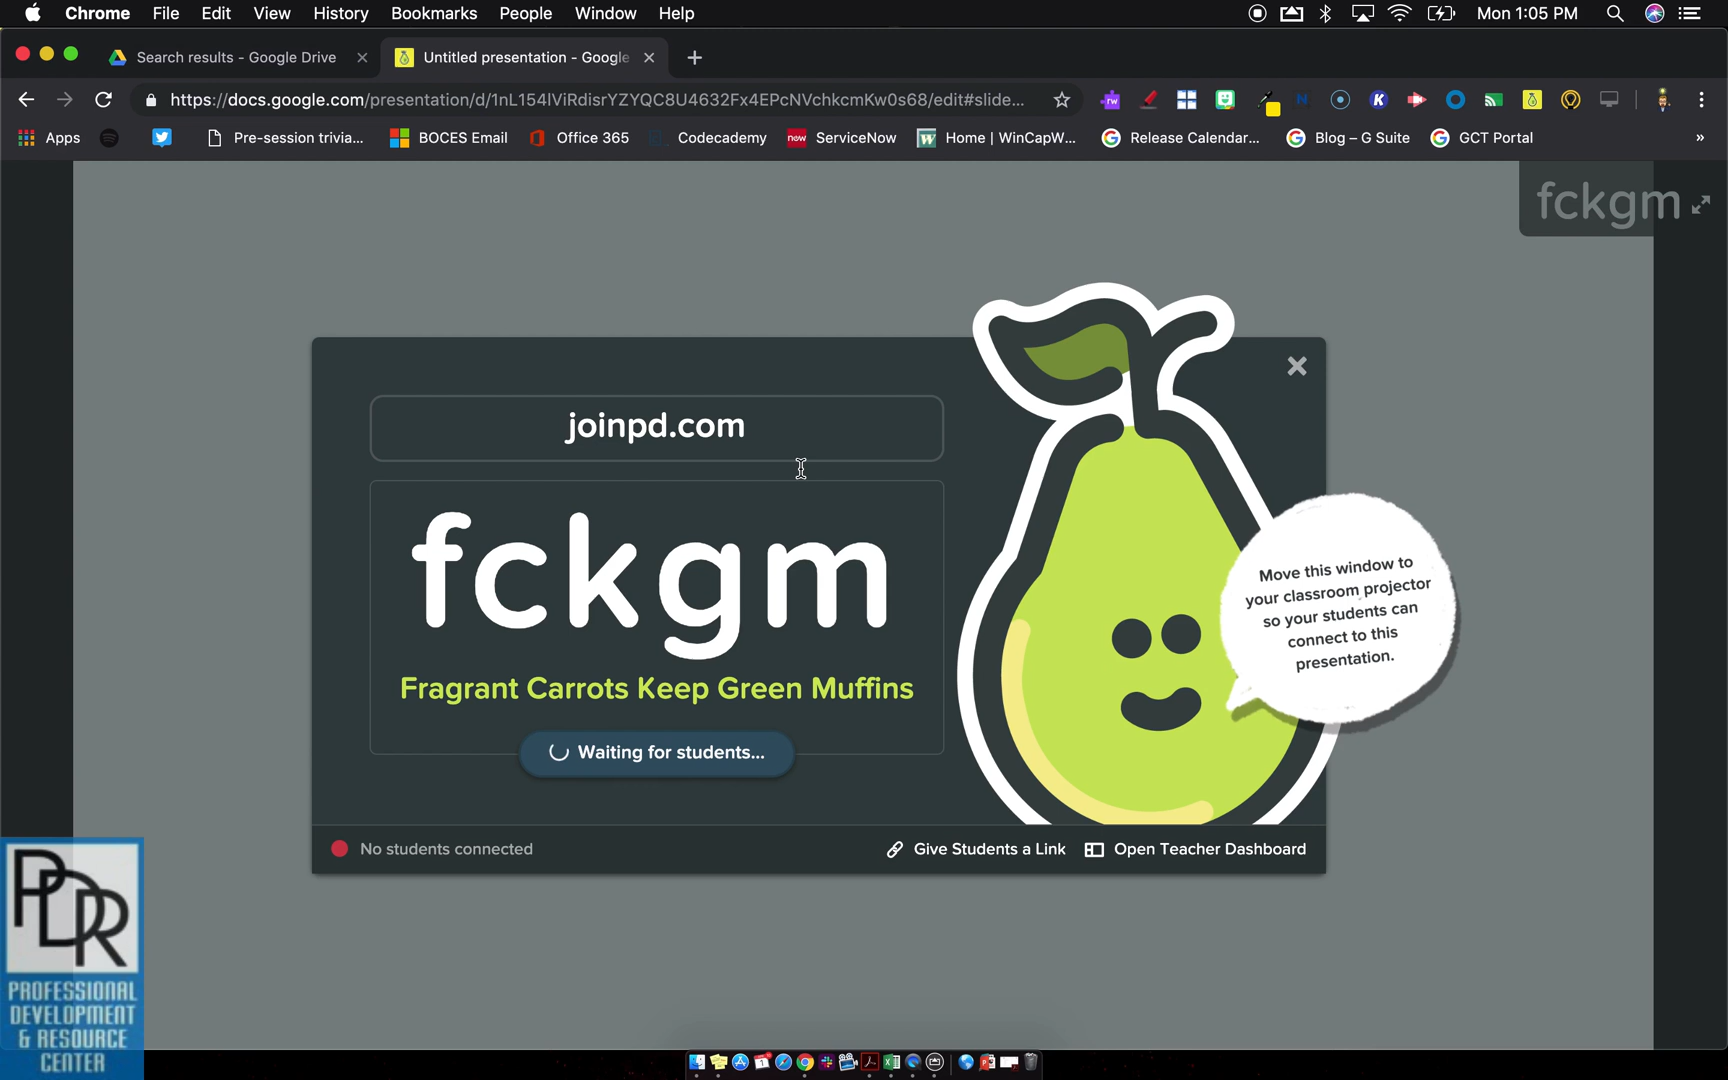 Chrome File Edit View History Bookmarks People Window Help Mon 1:05 PM
Search results - Google Drive Untitled presentation - Google
https://docs.google.com/presentation/d/1nL154lViRdisrYZYQC8U4632Fx4EPcNVchkcmKw0s68/edit#slide...
Apps Pre-session trivia... BOCES Email Office 365 Codecademy now ServiceNow Home | WinCapW... Release Calendar... Blog – G Suite GCT Portal »
fckgm
joinpd.com
fckgm
Fragrant Carrots Keep Green Muffins
Waiting for students...
Move this window to
your classroom projector
so your students can
connect to this
presentation.
No students connected Give Students a Link Open Teacher Dashboard
PDR
PROFESSIONAL
DEVELOPMENT
& RESOURCE
CENTER